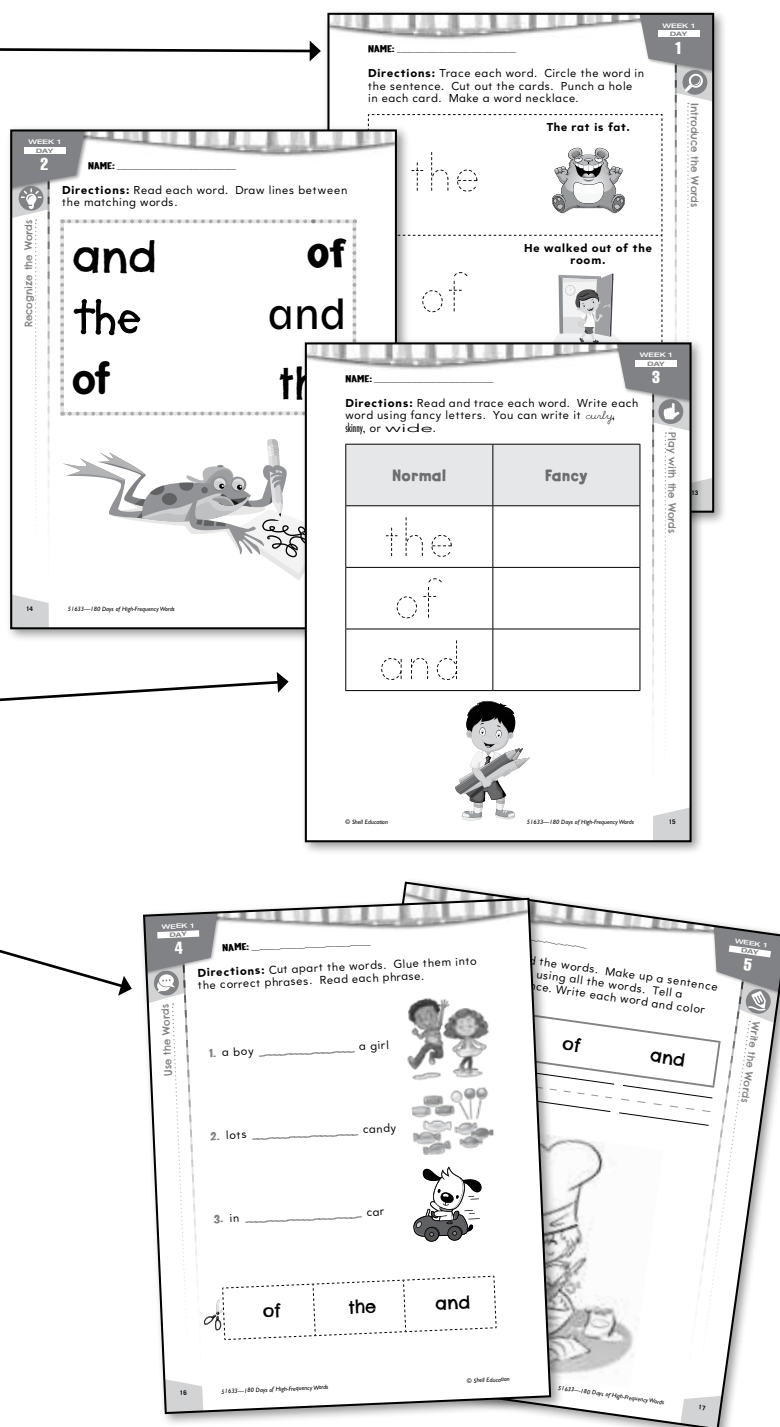 WEEK 1
DAY
1
NAME:
Directions: Trace each word. Circle the word in
the sentence. Cut out the cards. Punch a hole
in each card. Make a word necklace.
Introduce the Words
The rat is fat.
the
He walked out of the
room.
of
13
WEEK 1
DAY
2
NAME:
Directions: Read each word. Draw lines between
the matching words.
Recognize the Words
and of
the and
of
14 51633—180 Days of High-Frequency Words
WEEK 1
DAY
3
NAME:
Directions: Read and trace each word. Write each
word using fancy letters. You can write it curly,
skinny, or wide.
Play with the Words
Normal Fancy
the
of
and
© Shell Education 51633—180 Days of High-Frequency Words 15
WEEK 1
DAY
4
NAME:
Directions: Cut apart the words. Glue them into
the correct phrases. Read each phrase.
Use the Words
1. a boy a girl
2. lots candy
3. in car
of the and
16 51633—180 Days of High-Frequency Words © Shell Education
WEEK 1
DAY
5
the words. Make up a sentence
using all the words. Tell a
Write each word and color
Write the Words
of and
51633—180 Days of High-Frequency Words 17